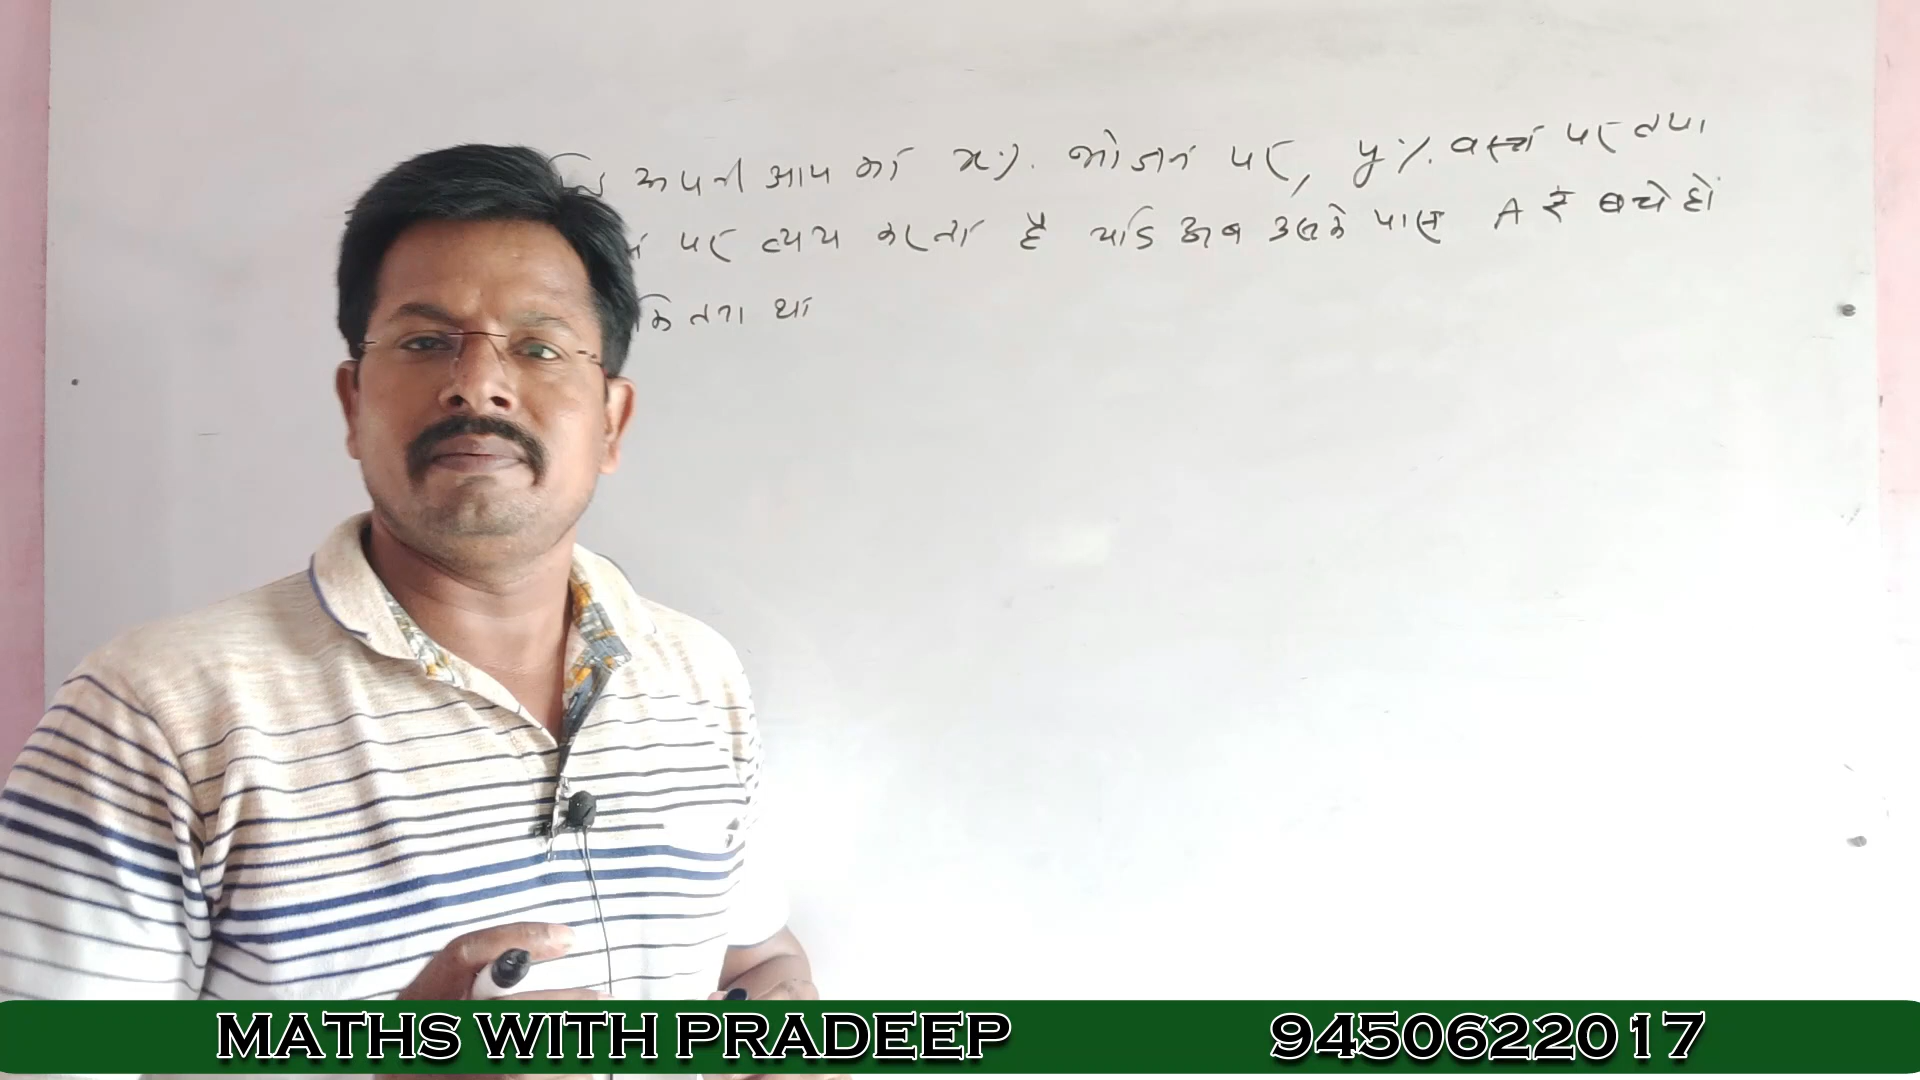 अपनी आय का x% भोजन पर, y% वस्त्रों पर तथा
पर व्यय करता है यदि अब उसके पास A रु बचे हों
कितना था
MATHS WITH PRADEEP
9450622017